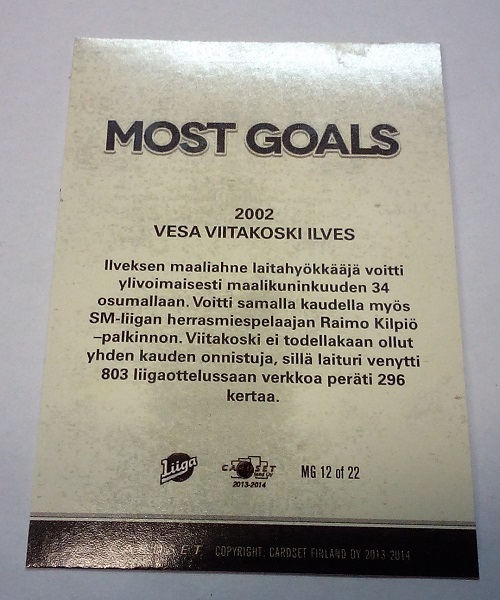 MOST GOALS
2002
VESA VIITAKOSKI ILVES
Ilveksen maaliahne laitahyökkääjä voitti
ylivoimaisesti maalikuninkuuden 34
osumallaan. Voitti samalla kaudella myös
SM-liigan herrasmiespelaajan Raimo Kilpiö
–palkinnon. Viitakoski ei todellakaan ollut
yhden kauden onnistuja, sillä laituri venytti
803 liigaottelussaan verkkoa peräti 296
kertaa.
Liiga
CARDSET
Finland Oy
2013-2014
MG 12 of 22
COPYRIGHT: CARDSET FINLAND OY 2013-2014